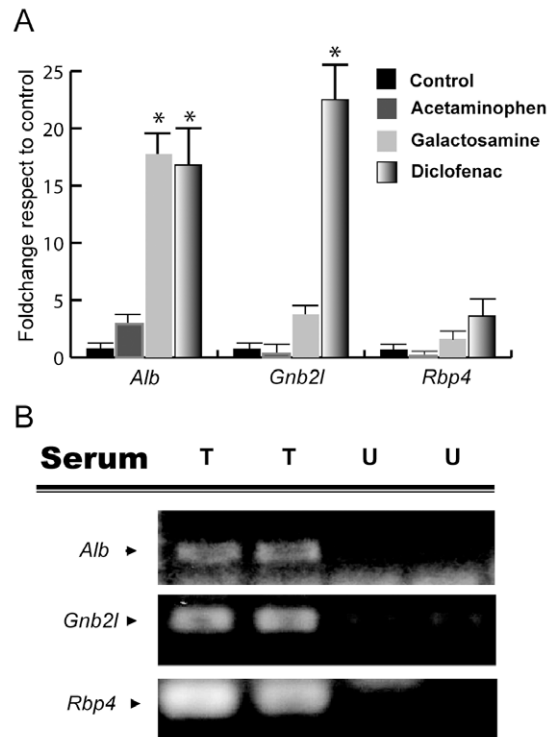 A
Foldchange respect to control
25
20
15
10
5
0
* * *
Control
Acetaminophen
Galactosamine
Diclofenac
Alb Gnb2l Rbp4
B
Serum T T U U
Alb
Gnb2l
Rbp4